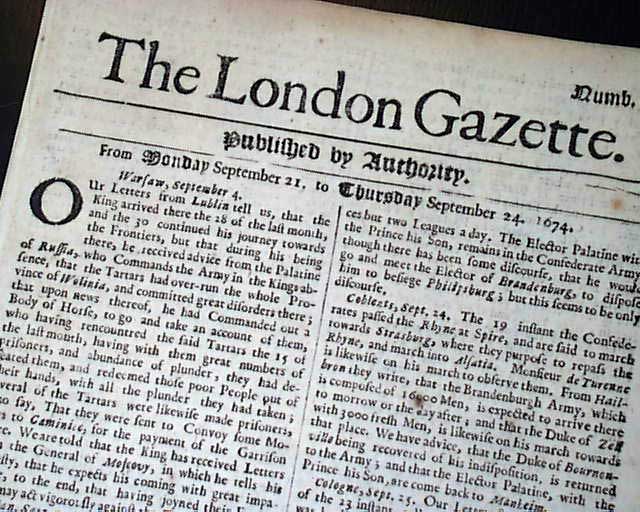 The London Gazette.
Numb.
Published by Authority.
From Monday September 21, to Thursday September 24. 1674.
Warsaw, September 4.
OUr Letters from Lublin tell us, that the
King arrived there the 28 of the last month,
and the 30 continued his journey towards
the Frontiers, but that during his being
there, he received advice from the Palatine
of Russia, who Commands the Army in the Kings ab-
sence, that the Tartars had over-run the whole Pro-
vince of Wolinia, and committed great disorders there;
that upon news thereof, he had Commanded out a
Body of Horse, to go and take an account of them,
who having rencountred the said Tartars the 15 of
the last month, having with them great numbers of
prisoners, and abundance of plunder, they had de-
eated them, and redeemed those poor People out of
heir hands, with all the plunder they had taken;
veral of the Tartars were likewise made prisoners,
o say, That they were sent to Convoy some Mo-
s to Caminiec, for the payment of the Garrison
e. We are told that the King has received Letters
the General of Moscovy, in which he tells his
sty, that he expects his coming with great impa-
, to the end, that having joyned their
may act vigorously against the
ces but two Leagues a day. The Elector Palatine wit
the Prince his Son, remains in the Confederate Arm
though there has been some discourse, that he woul
go and meet the Elector of Brandenburg, to dispo
him to besiege Philipsburg; but this seems to be only
discourse.
Coblents, Sept. 24. The 19 instant the Confede-
rates passed the Rhyne at Spire, and are said to march
towards Strasburg, where they purpose to repass the
Rhyne, and march into Alsatia. Monsieur de Turenne
is likewise on his march to observe them. From Hail-
bron they write, that the Brandenburgh Army, which
is composed of Men, is expected to arrive there
to morrow or the day after, and that the Duke of Zell
with 3000 fresh Men, is likewise on his march towards
that place. We have advice, that the Duke of Bournon-
ville being recovered of his indisposition, is returned
to the Army; and that the Elector Palatine, with the
Prince his Son, are come back to Manheim.
Cologne, Sept. 25. Our Letters
of the 23 instant